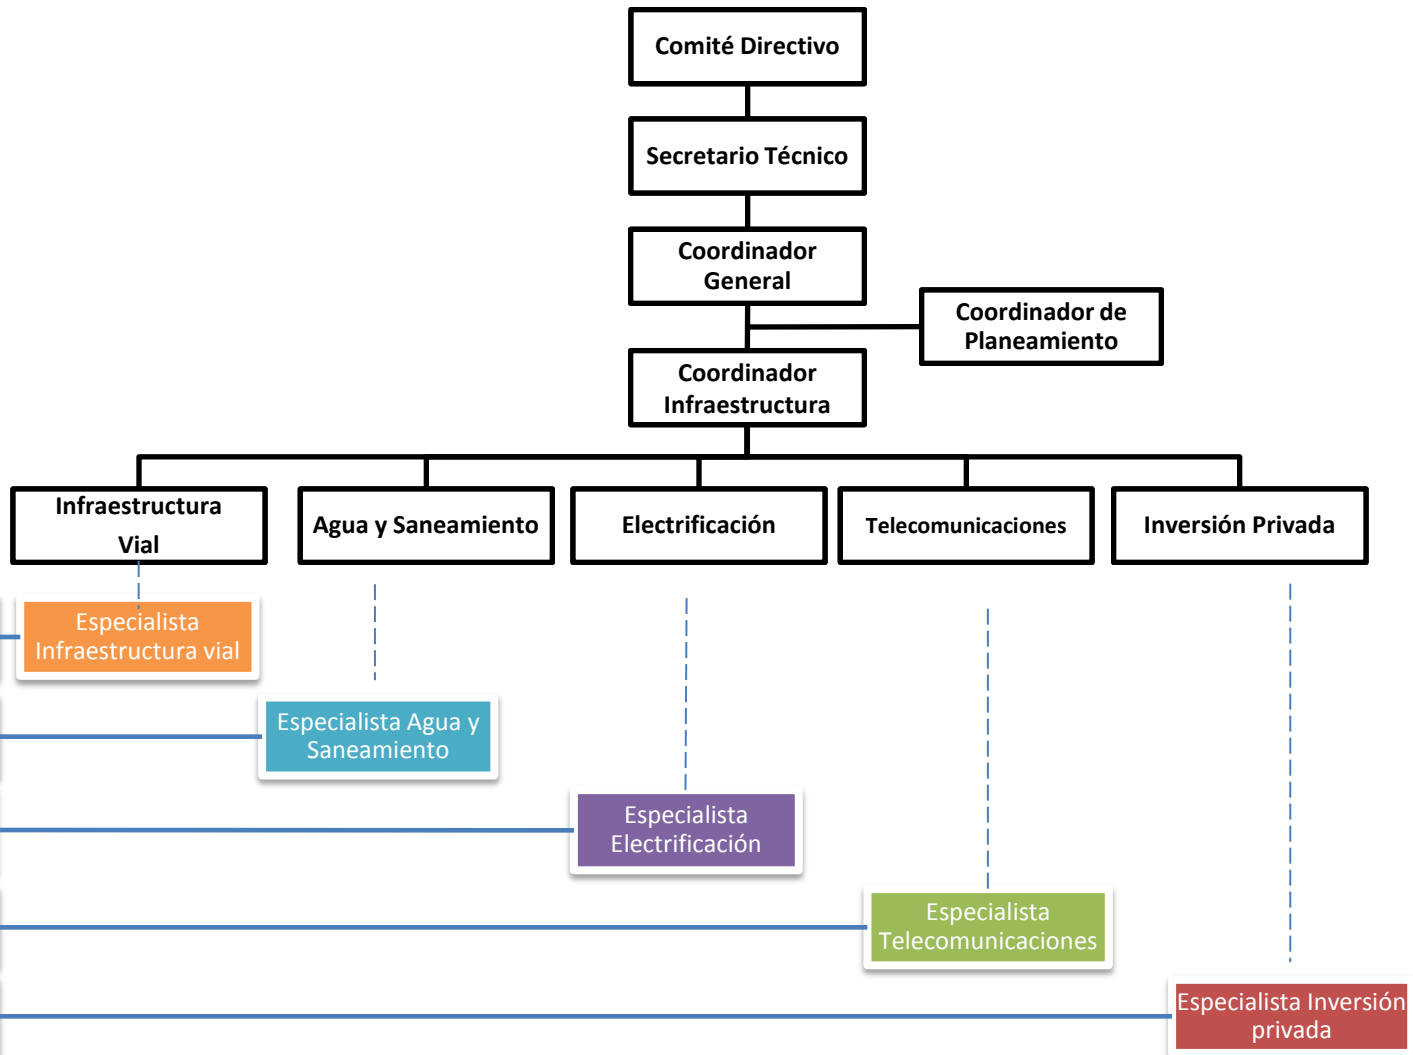 Comité Directivo
Secretario Técnico
Coordinador
General
Coordinador de
Planeamiento
Coordinador
Infraestructura
Infraestructura
Vial
Agua y Saneamiento
Electrificación
Telecomunicaciones
Inversión Privada
Especialista
Infraestructura vial
Especialista Agua y
Saneamiento
Especialista
Electrificación
Especialista
Telecomunicaciones
Especialista Inversión
privada